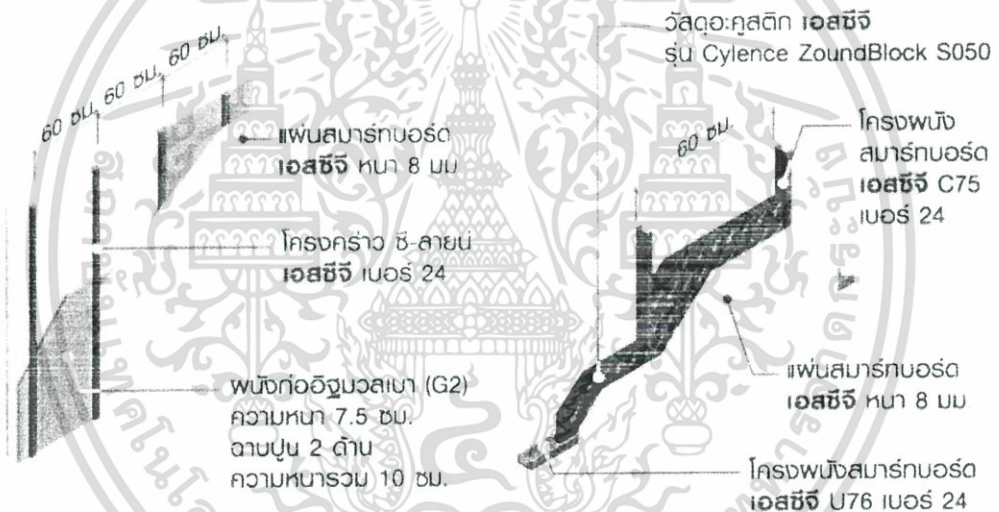 60 ซม. 60 ซม. 60 ซม.
แผ่นสมาร์ทบอร์ด
เอสซีจี หนา 8 มม
โครงคร่าว ซี-ลายน์
เอสซีจี เบอร์ 24
ผนังก่ออิฐมวลเบา (G2)
ความหนา 7.5 ซม.
ฉาบปูน 2 ด้าน
ความหนารวม 10 ซม.
วัสดุอะคูสติก เอสซีจี
รุ่น Cylence ZoundBlock S050
60 ซม.
โครงผนัง
สมาร์ทบอร์ด
เอสซีจี C75
เบอร์ 24
แผ่นสมาร์ทบอร์ด
เอสซีจี หนา 8 มม
โครงผนังสมาร์ทบอร์ด
เอสซีจี U76 เบอร์ 24